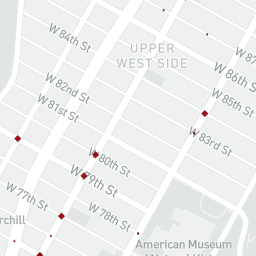 W 84th St
UPPER
WEST SIDE
W 86th St
W 82nd St
W 85th St
W 81st St
W 83rd St
W 80th St
W 79th St
W 77th St
W 78th St
American Museum